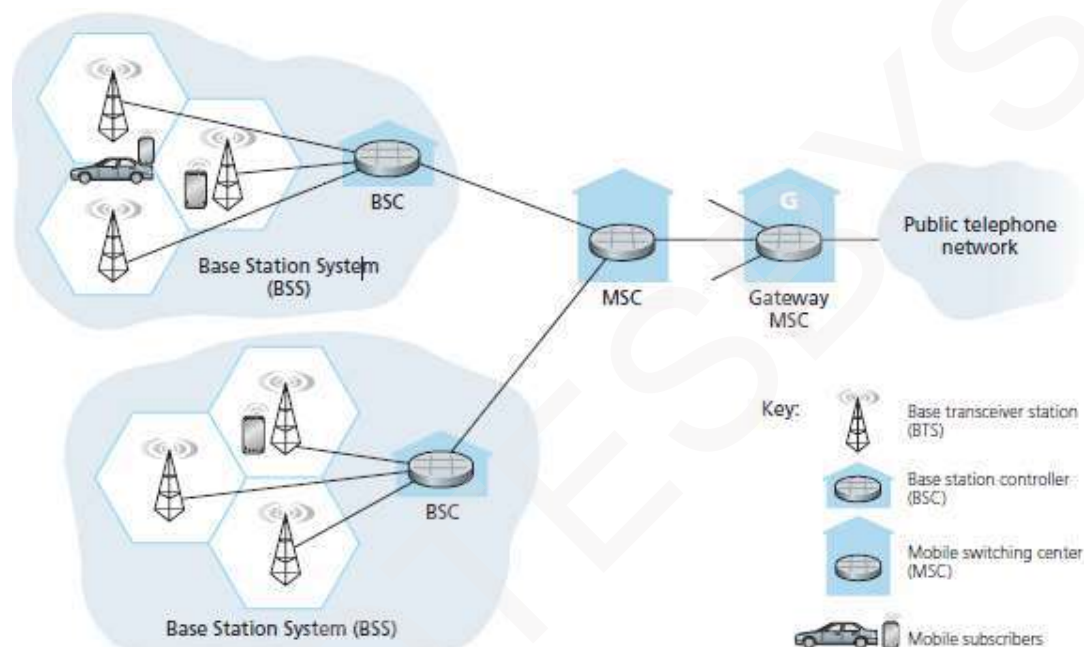 BSC
Base Station System
(BSS)
MSC
G
Gateway
MSC
Public telephone
network
BSC
Base Station System (BSS)
Key:
Base transceiver station
(BTS)
Base station controller
(BSC)
Mobile switching center
(MSC)
Mobile subscribers